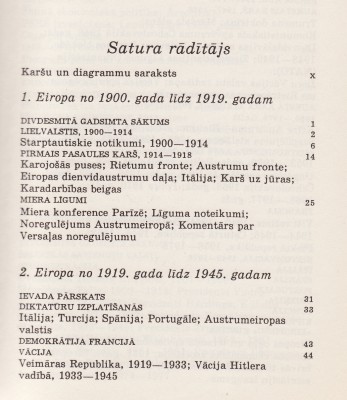 Satura rādītājs
Karšu un diagrammu saraksts x
1. Eiropa no 1900. gada līdz 1919. gadam
DIVDESMITĀ GADSIMTA SĀKUMS 1
LIELVALSTIS, 1900—1914 2
Starptautiskie notikumi, 1900—1914 6
PIRMAIS PASAULES KARŠ, 1914—1918 14
Karojošās puses; Rietumu fronte; Austrumu fronte;
Eiropas dienvidaustrumu daļa; Itālija; Karš uz jūras;
Karadarbības beigas
MIERA LĪGUMI 25
Miera konference Parīzē; Līguma noteikumi;
Noregulējums Austrumeiropā; Komentārs par
Versaļas noregulējumu
2. Eiropa no 1919. gada līdz 1945. gadam
IEVADA PĀRSKATS 31
DIKTATŪRU IZPLATĪŠANĀS 33
Itālija; Turcija; Spānija; Portugāle; Austrumeiropas
valstis
DEMOKRĀTIJA FRANCIJĀ 43
VĀCIJA 44
Veimāras Republika, 1919—1933; Vācija Hitlera
vadībā, 1933—1945